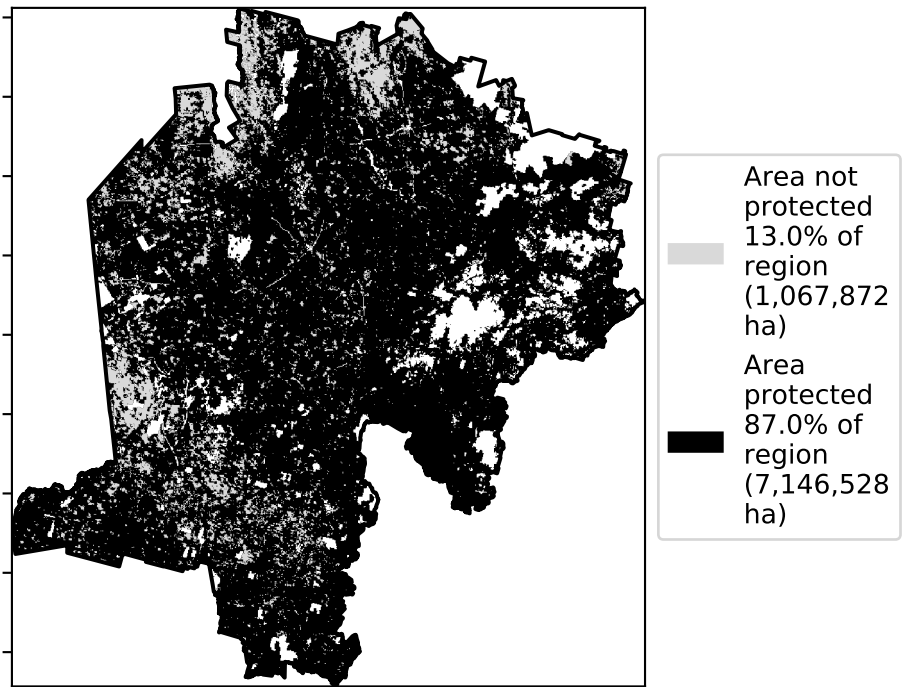 Area not
protected
13.0% of
region
(1,067,872
ha)
Area
protected
87.0% of
region
(7,146,528
ha)